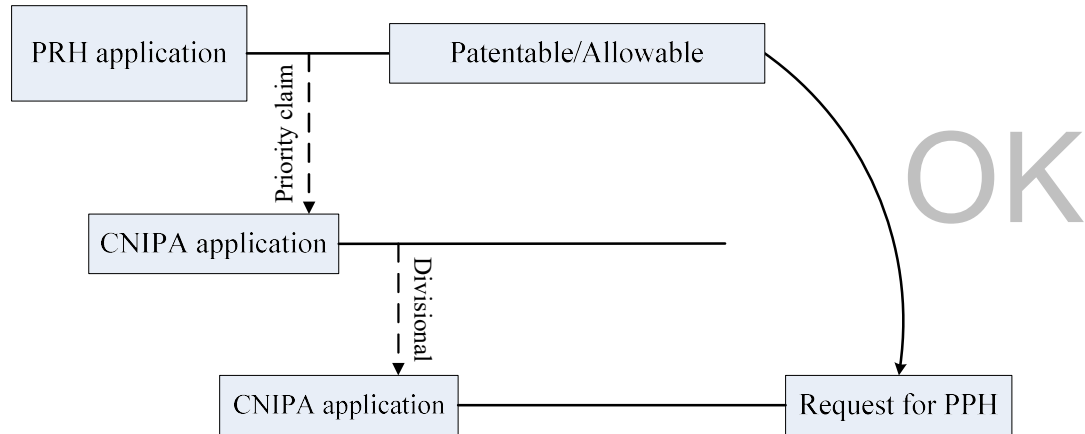 PRH application
Patentable/Allowable
Priority claim
OK
CNIPA application
Divisional
CNIPA application
Request for PPH